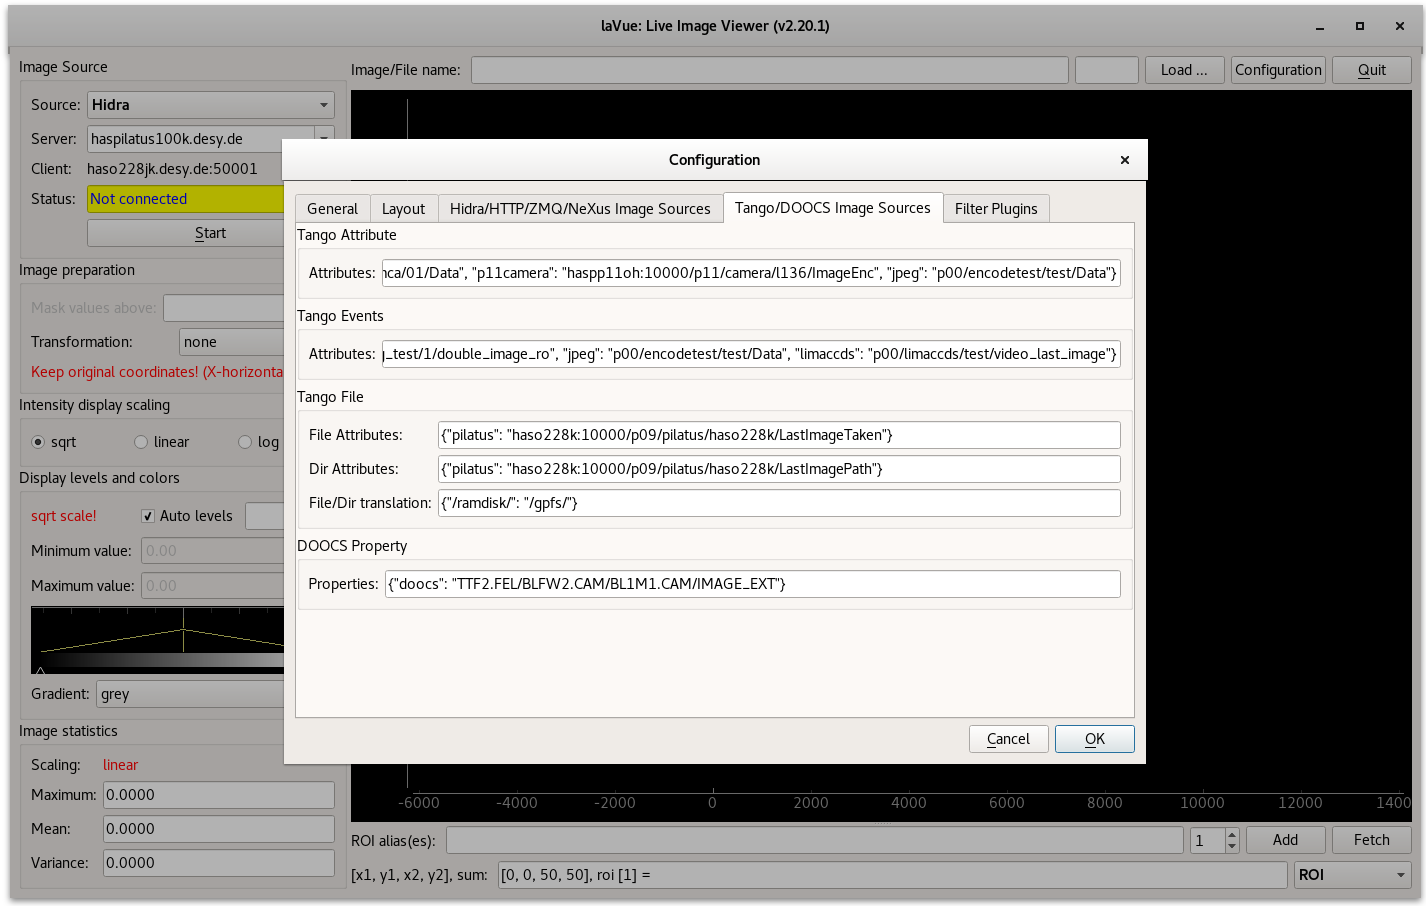 laVue: Live Image Viewer (v2.20.1)
Image Source
Image/File name:
Load ...
Configuration
Quit
Source: Hidra
Server: haspilatus100k.desy.de
Client: haso228jk.desy.de:50001
Status: Not connected
Start
Image preparation
Mask values above:
Transformation: none
Keep original coordinates! (X-horizonta
Intensity display scaling
sqrt
linear
log
Display levels and colors
sqrt scale!
Auto levels
Minimum value: 0.00
Maximum value: 0.00
Gradient: grey
Image statistics
Scaling: linear
Maximum: 0.0000
Mean: 0.0000
Variance: 0.0000
Configuration
General
Layout
Hidra/HTTP/ZMQ/NeXus Image Sources
Tango/DOOCS Image Sources
Filter Plugins
Tango Attribute
Attributes: ca/01/Data", "p11camera": "haspp11oh:10000/p11/camera/l136/ImageEnc", "jpeg": "p00/encodetest/test/Data"}
Tango Events
Attributes: _test/1/double_image_ro", "jpeg": "p00/encodetest/test/Data", "limaccds": "p00/limaccds/test/video_last_image"}
Tango File
File Attributes: {"pilatus": "haso228k:10000/p09/pilatus/haso228k/LastImageTaken"}
Dir Attributes: {"pilatus": "haso228k:10000/p09/pilatus/haso228k/LastImagePath"}
File/Dir translation: {"/ramdisk/": "/gpfs/"}
DOOCS Property
Properties: {"doocs": "TTF2.FEL/BLFW2.CAM/BL1M1.CAM/IMAGE_EXT"}
Cancel
OK
-6000 -4000 -2000 0 2000 4000 6000 8000 10000 12000 1400
ROI alias(es):
1
Add
Fetch
[x1, y1, x2, y2], sum: [0, 0, 50, 50], roi [1] =
ROI